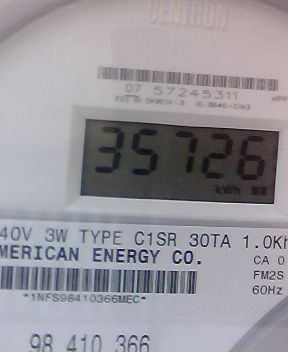 CENTRON
07 57245311
35726
kWh
40V 3W TYPE C1SR 30TA 1.0Kh
MERICAN ENERGY CO.
CA 0
FM2S
60Hz
*1NFS98410366MEC*
98 410 366